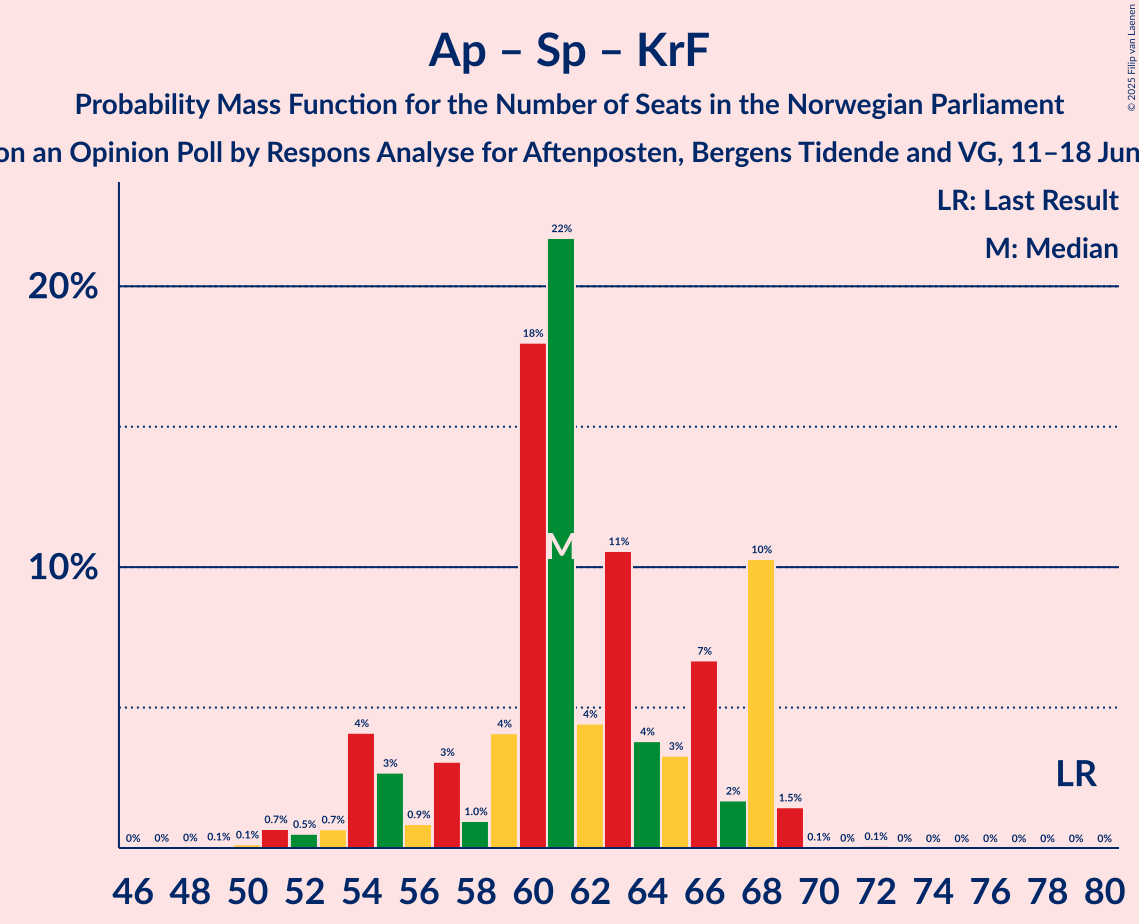 Ap – Sp – KrF
Probability Mass Function for the Number of Seats in the Norwegian Parliament
on an Opinion Poll by Respons Analyse for Aftenposten, Bergens Tidende and VG, 11–18 Jun
© 2025 Filip van Laenen
LR: Last Result
M: Median
20%
10%
0% 0% 0% 0.1% 0.1% 0.7% 0.5% 0.7% 4% 3% 0.9% 3% 1.0% 4% 18% 22% 4% 11% 4% 3% 7% 2% 10% 1.5% 0.1% 0% 0.1% 0% 0% 0% 0% 0% 0% 0% 0%
M
LR
46 48 50 52 54 56 58 60 62 64 66 68 70 72 74 76 78 80